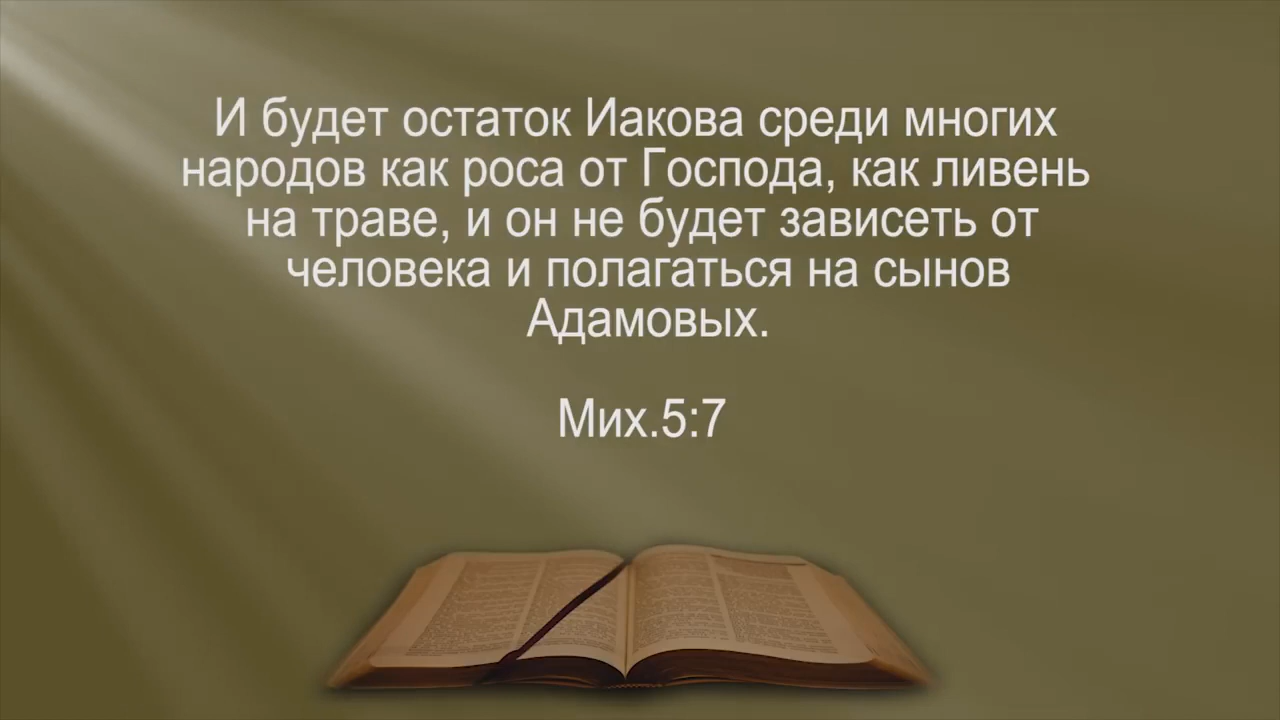 И будет остаток Иакова среди многих
народов как роса от Господа, как ливень
на траве, и он не будет зависеть от
человека и полагаться на сынов
Адамовых.
Мих.5:7